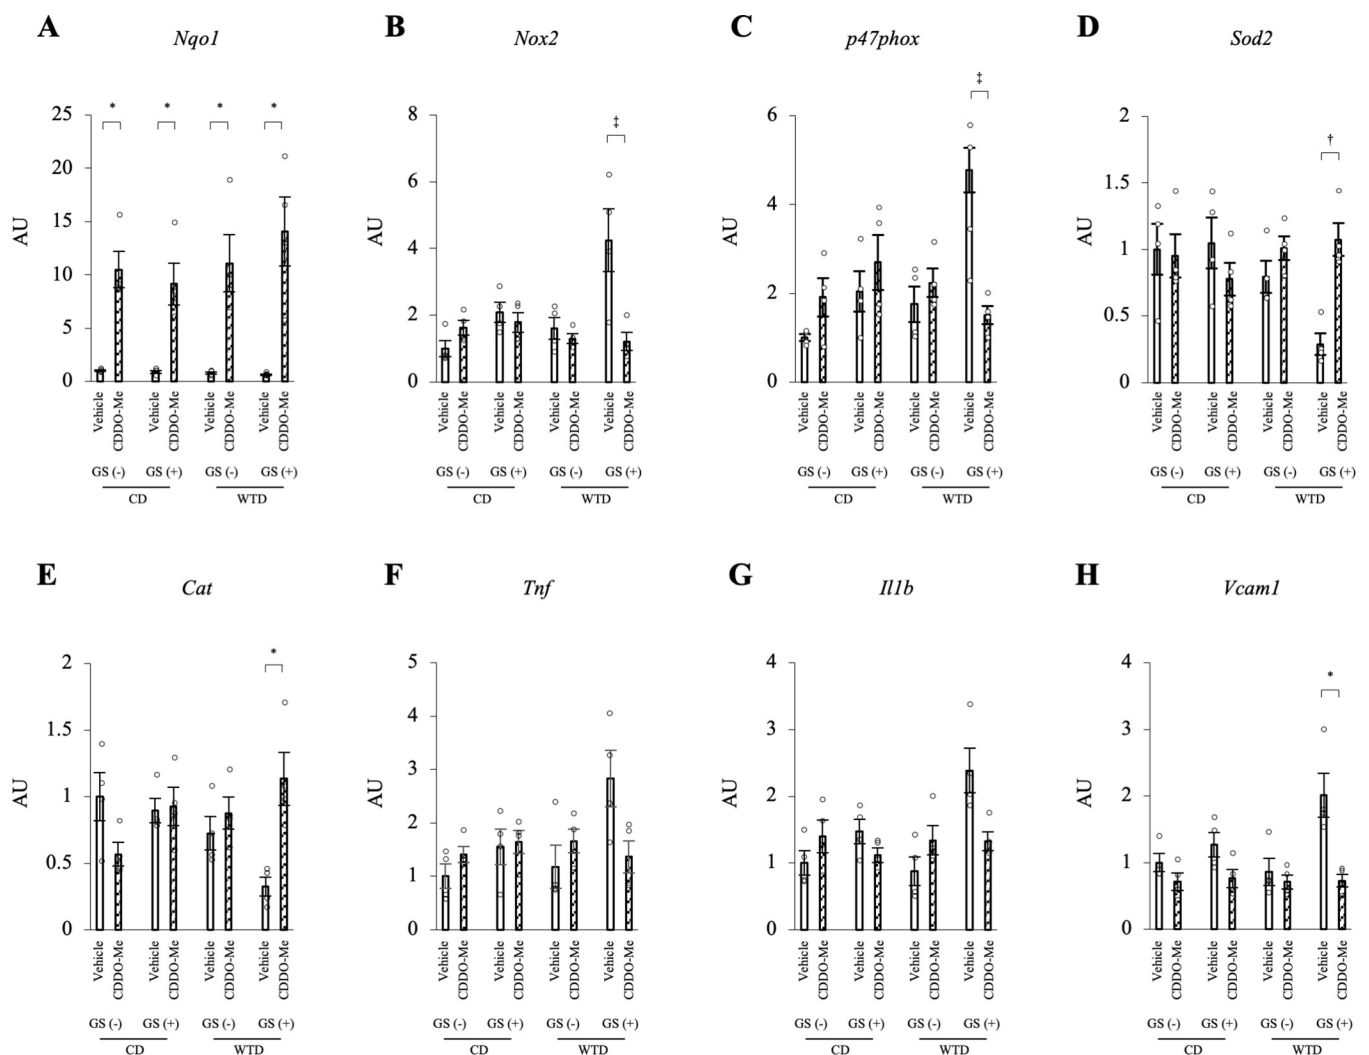 A Nqo1
B Nox2
C p47phox
D Sod2
AU
25
20
15
10
5
0
* * * *
Vehicle CDDO-Me Vehicle CDDO-Me Vehicle CDDO-Me Vehicle CDDO-Me
GS (-) GS (+) GS (-) GS (+)
CD WTD
AU
8
6
4
2
0
‡
Vehicle CDDO-Me Vehicle CDDO-Me Vehicle CDDO-Me Vehicle CDDO-Me
GS (-) GS (+) GS (-) GS (+)
CD WTD
AU
6
4
2
0
‡
Vehicle CDDO-Me Vehicle CDDO-Me Vehicle CDDO-Me Vehicle CDDO-Me
GS (-) GS (+) GS (-) GS (+)
CD WTD
AU
2
1.5
1
0.5
0
†
Vehicle CDDO-Me Vehicle CDDO-Me Vehicle CDDO-Me Vehicle CDDO-Me
GS (-) GS (+) GS (-) GS (+)
CD WTD
E Cat
F Tnf
G Il1b
H Vcam1
AU
2
1.5
1
0.5
0
*
Vehicle CDDO-Me Vehicle CDDO-Me Vehicle CDDO-Me Vehicle CDDO-Me
GS (-) GS (+) GS (-) GS (+)
CD WTD
AU
5
4
3
2
1
0
Vehicle CDDO-Me Vehicle CDDO-Me Vehicle CDDO-Me Vehicle CDDO-Me
GS (-) GS (+) GS (-) GS (+)
CD WTD
AU
4
3
2
1
0
Vehicle CDDO-Me Vehicle CDDO-Me Vehicle CDDO-Me Vehicle CDDO-Me
GS (-) GS (+) GS (-) GS (+)
CD WTD
AU
4
3
2
1
0
*
Vehicle CDDO-Me Vehicle CDDO-Me Vehicle CDDO-Me Vehicle CDDO-Me
GS (-) GS (+) GS (-) GS (+)
CD WTD